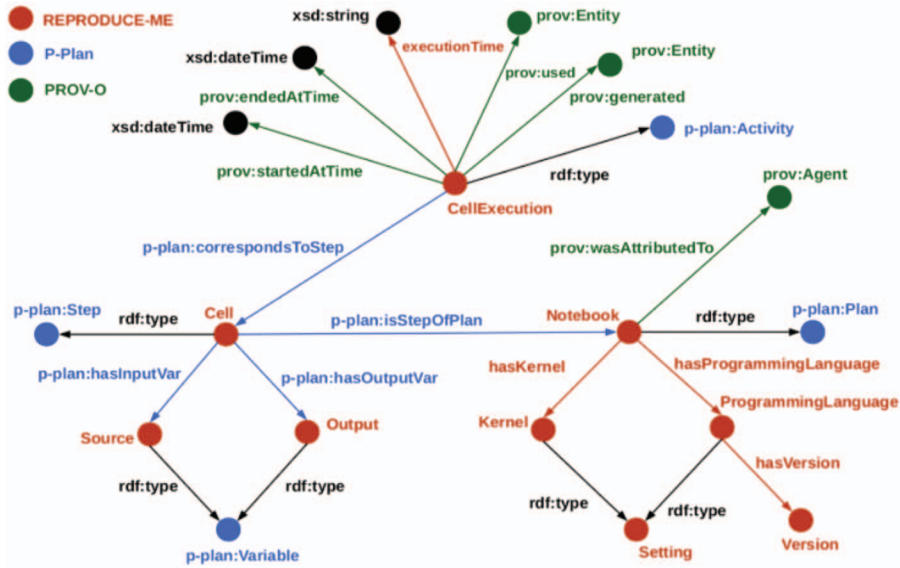 REPRODUCE-ME
P-Plan
PROV-O
xsd:string
prov:Entity
executionTime
xsd:dateTime
prov:Entity
prov:used
prov:endedAtTime
prov:generated
xsd:dateTime
p-plan:Activity
prov:startedAtTime
rdf:type
prov:Agent
CellExecution
p-plan:correspondsToStep
prov:wasAttributedTo
p-plan:Step
rdf:type
Cell
p-plan:isStepOfPlan
Notebook
rdf:type
p-plan:Plan
p-plan:hasInputVar
p-plan:hasOutputVar
hasKernel
hasProgrammingLanguage
ProgrammingLanguage
Source
Output
Kernel
hasVersion
rdf:type
rdf:type
rdf:type
rdf:type
p-plan:Variable
Setting
Version